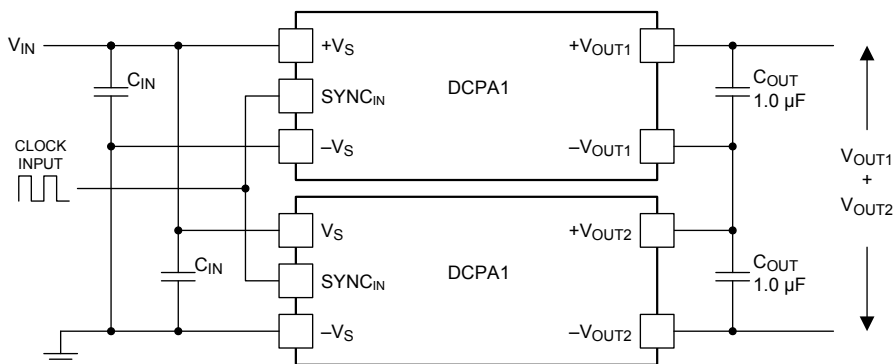 VIN
CIN
CLOCK
INPUT
+VS
SYNCIN
–VS
DCPA1
+VOUT1
–VOUT1
COUT
1.0 µF
VOUT1
+
VOUT2
CIN
VS
SYNCIN
–VS
DCPA1
+VOUT2
–VOUT2
COUT
1.0 µF